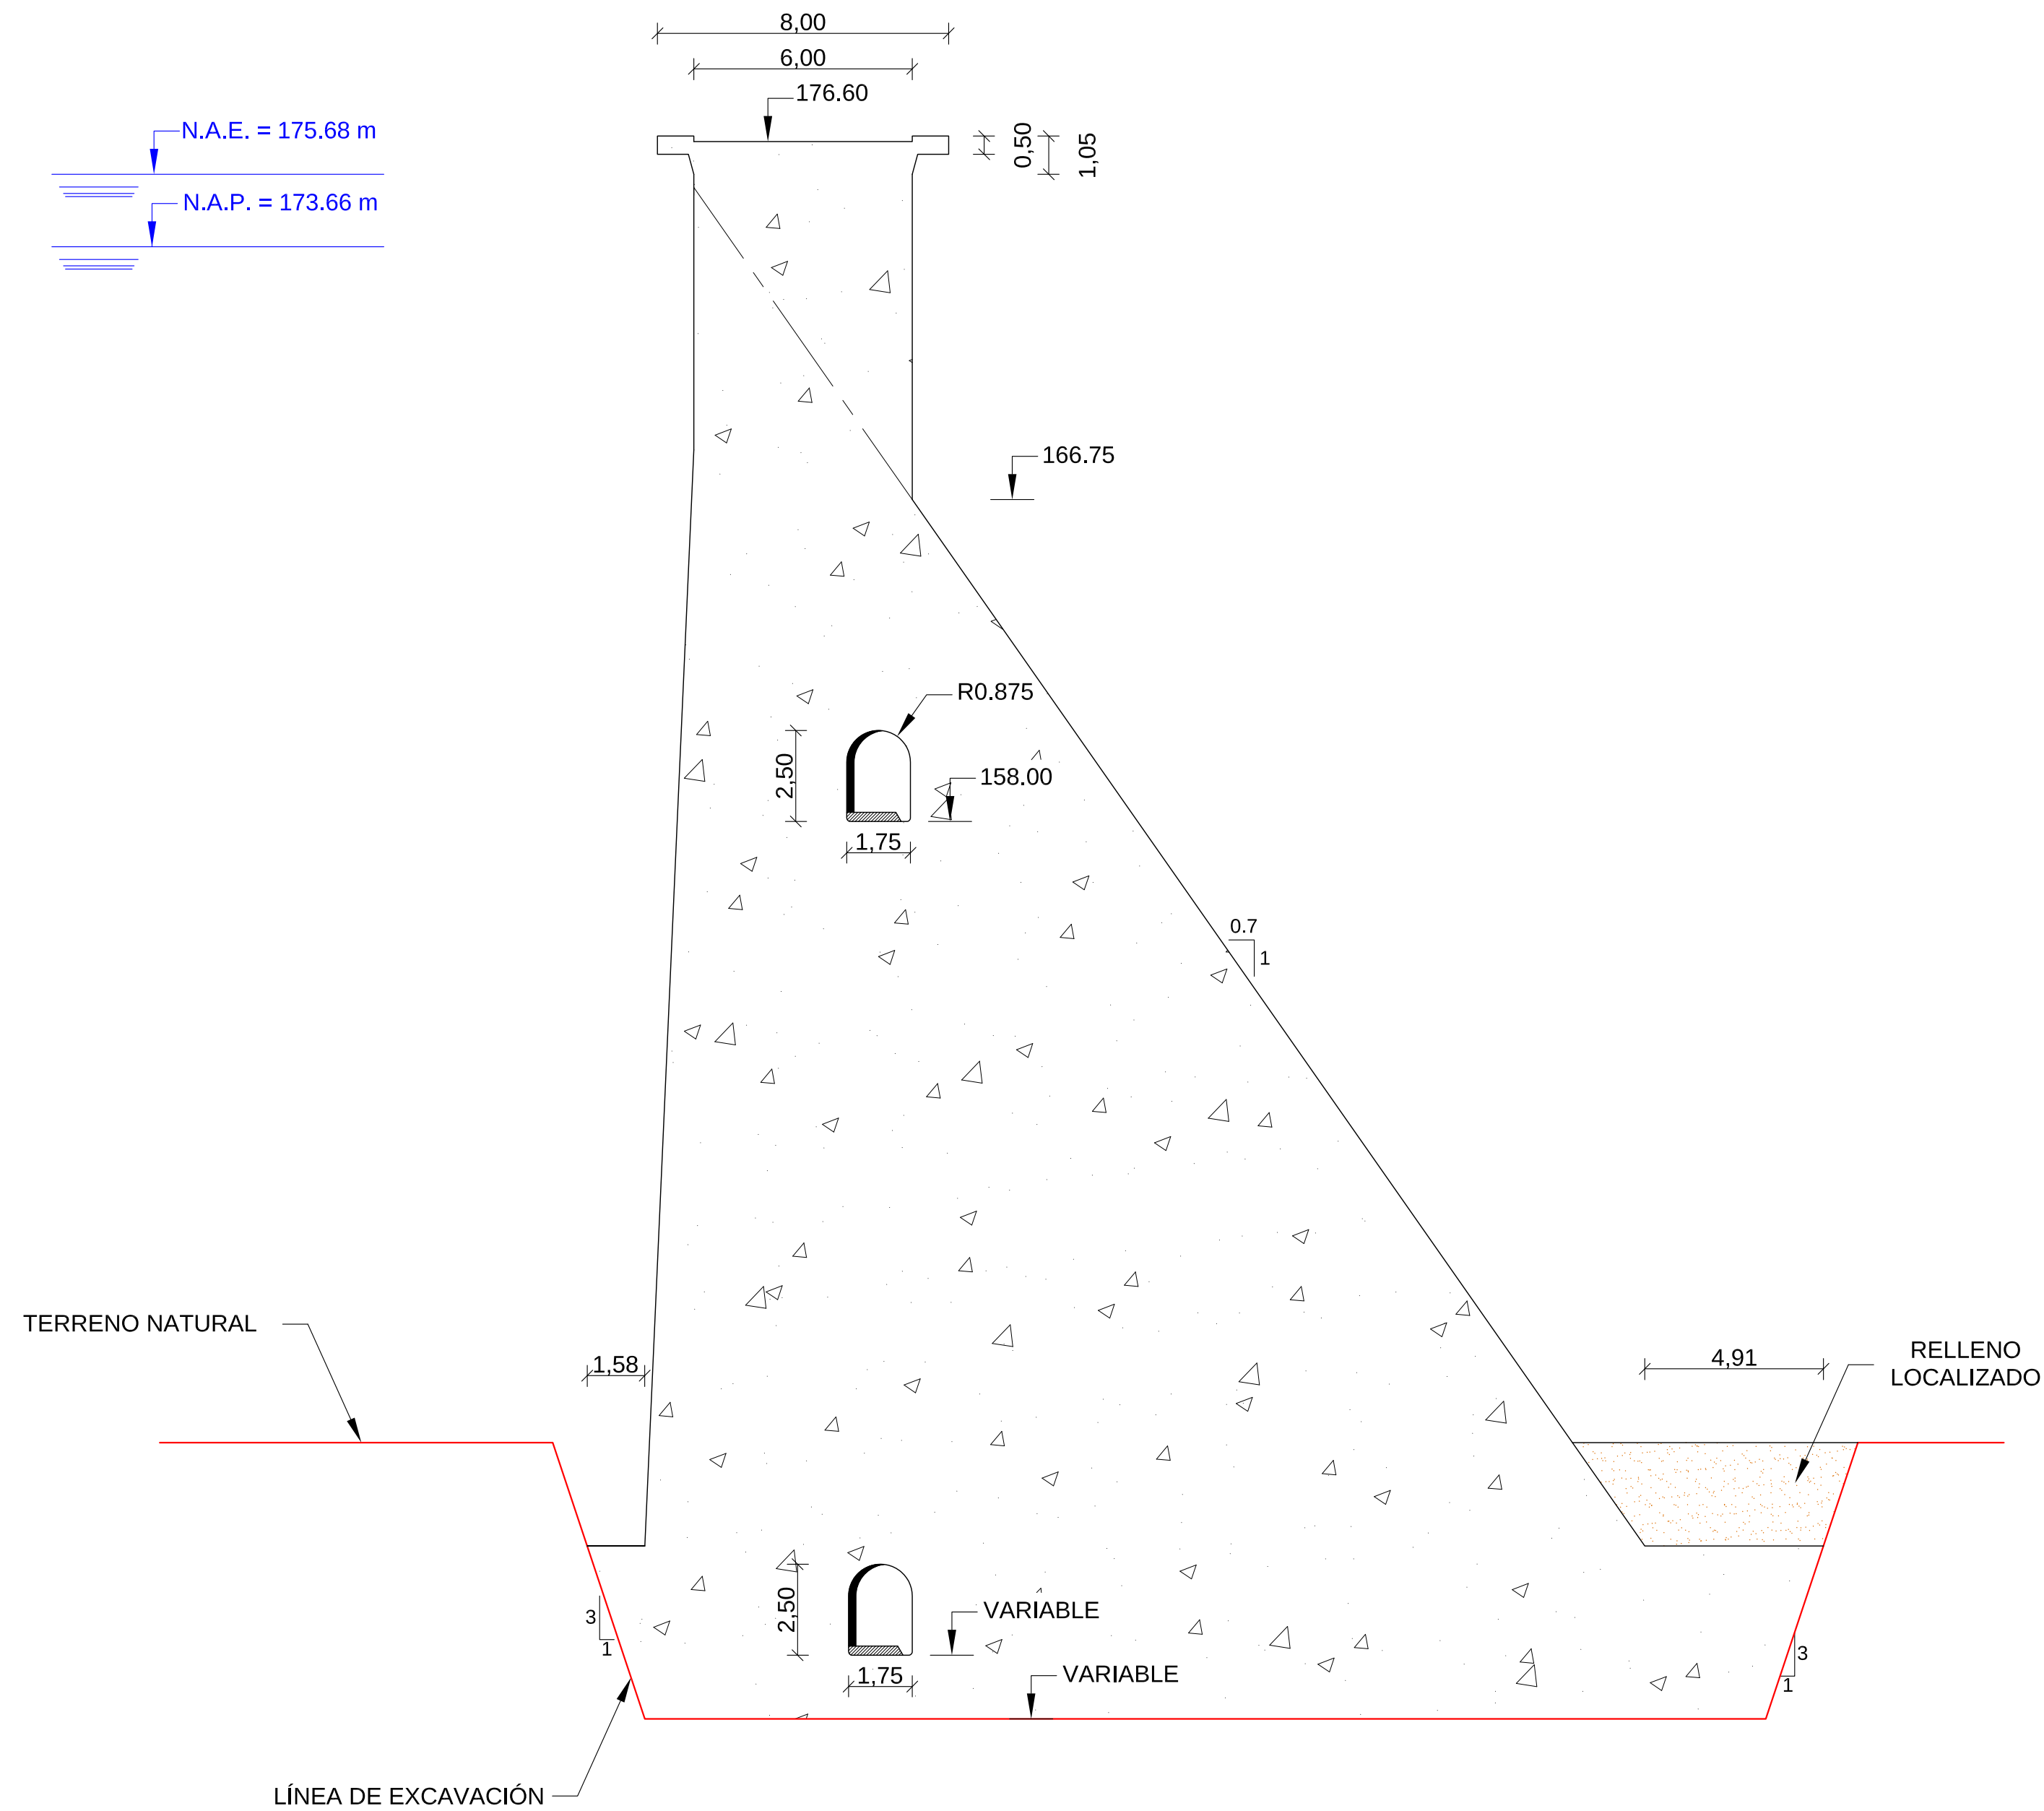 8,00
6,00
176.60
N.A.E. = 175.68 m
0,50
1,05
N.A.P. = 173.66 m
166.75
R0.875
2,50
158.00
1,75
0.7
1
TERRENO NATURAL
1,58
4,91
RELLENO
LOCALIZADO
2,50
VARIABLE
3
1
1,75
VARIABLE
3
1
LÍNEA DE EXCAVACIÓN